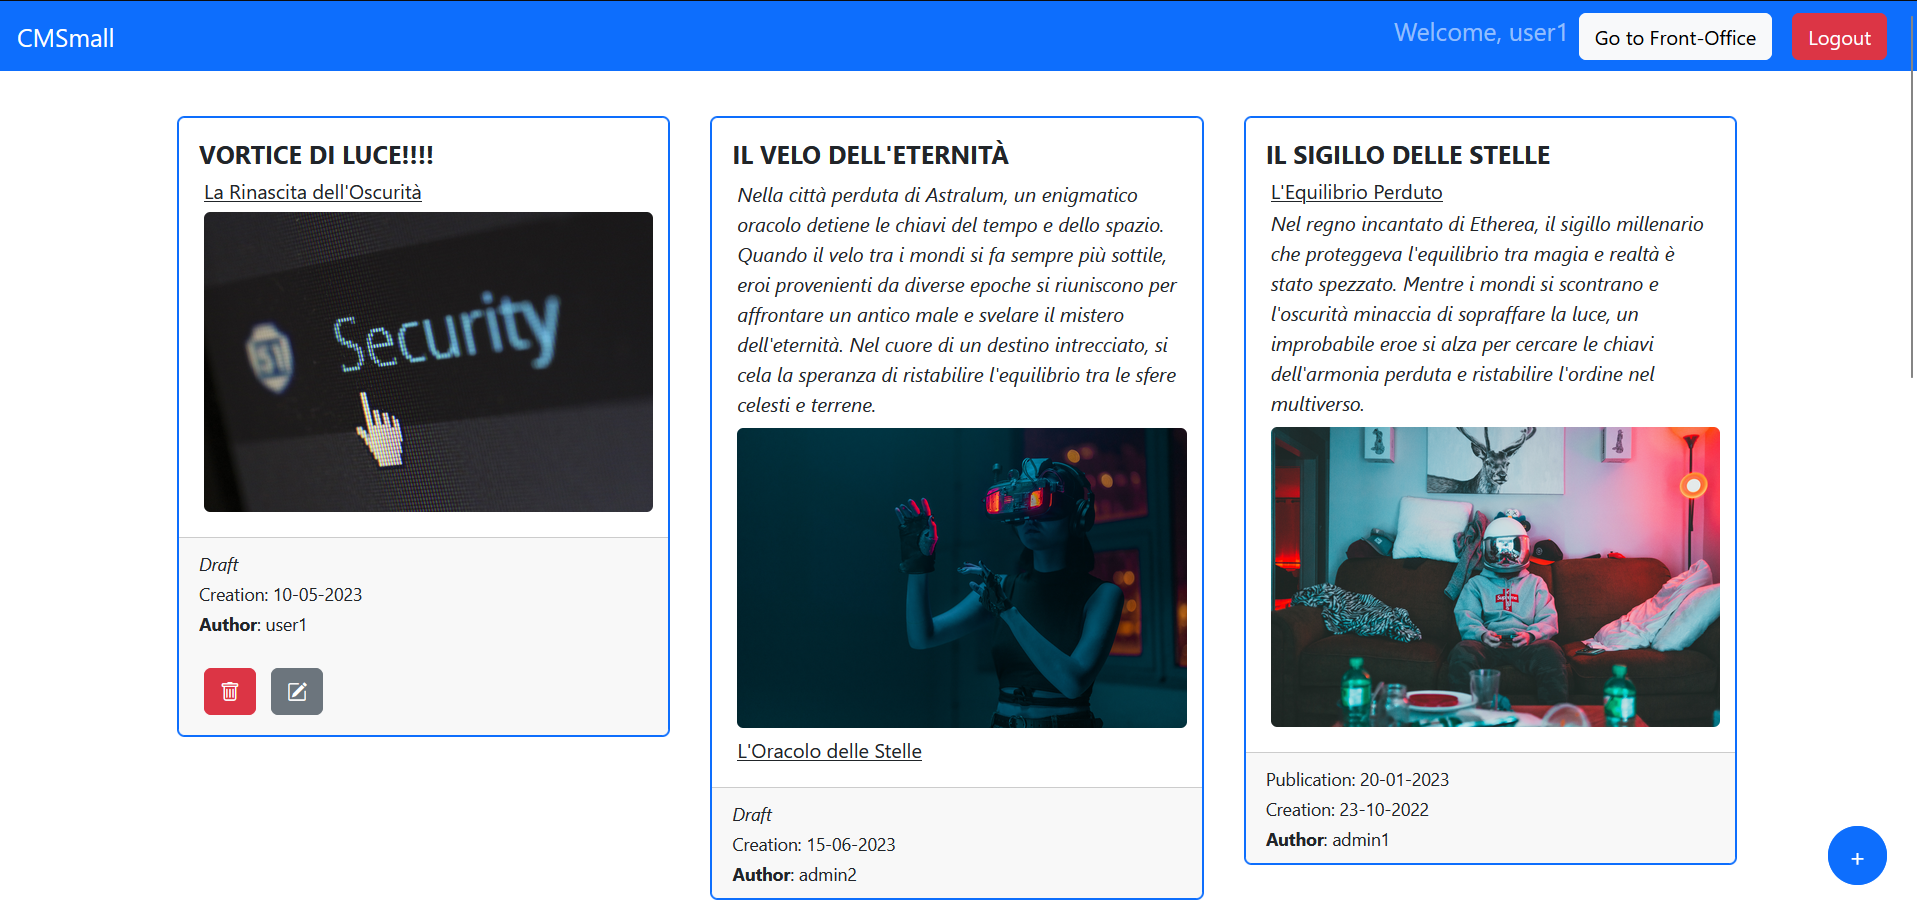 CMSmall
Welcome, user1
Go to Front-Office
Logout
VORTICE DI LUCE!!!!
La Rinascita dell'Oscurità
Security
Draft
Creation: 10-05-2023
Author: user1
IL VELO DELL'ETERNITÀ
Nella città perduta di Astralum, un enigmatico
oracolo detiene le chiavi del tempo e dello spazio.
Quando il velo tra i mondi si fa sempre più sottile,
eroi provenienti da diverse epoche si riuniscono per
affrontare un antico male e svelare il mistero
dell'eternità. Nel cuore di un destino intrecciato, si
cela la speranza di ristabilire l'equilibrio tra le sfere
celesti e terrene.
L'Oracolo delle Stelle
Draft
Creation: 15-06-2023
Author: admin2
IL SIGILLO DELLE STELLE
L'Equilibrio Perduto
Nel regno incantato di Etherea, il sigillo millenario
che proteggeva l'equilibrio tra magia e realtà è
stato spezzato. Mentre i mondi si scontrano e
l'oscurità minaccia di sopraffare la luce, un
improbabile eroe si alza per cercare le chiavi
dell'armonia perduta e ristabilire l'ordine nel
multiverso.
Supreme
Publication: 20-01-2023
Creation: 23-10-2022
Author: admin1
+